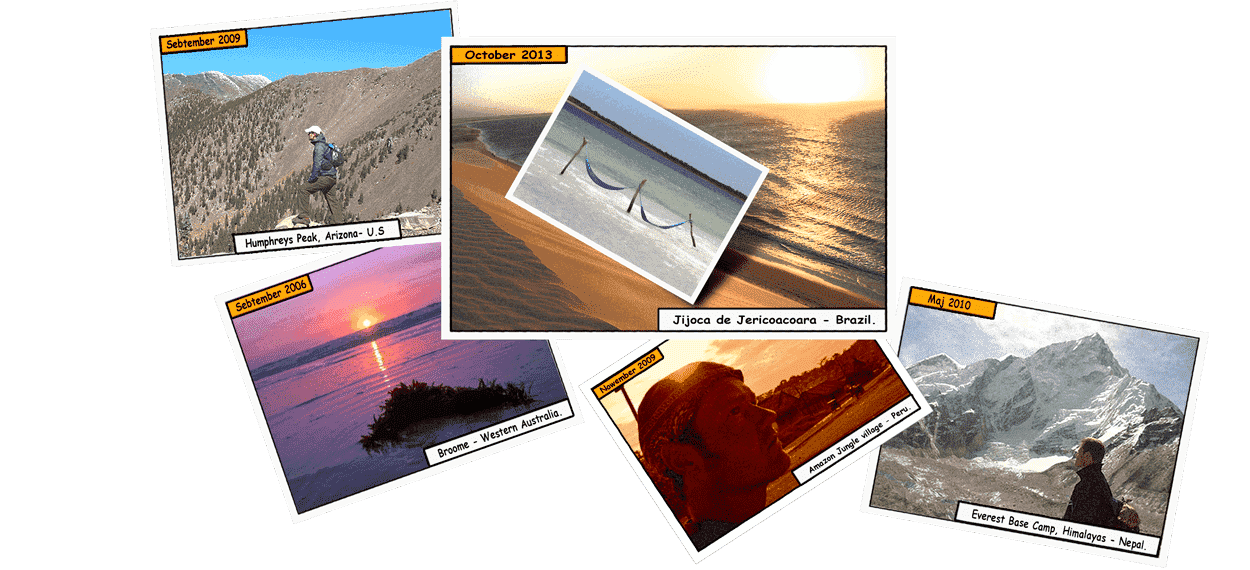 Sebtember 2009
Humphreys Peak, Arizona- U.S
October 2013
Jijoca de Jericoacoara - Brazil.
Sebtember 2006
Broome - Western Australia.
Nowember 2009
Amazon Jungle village - Peru.
Maj 2010
Everest Base Camp, Himalayas - Nepal.